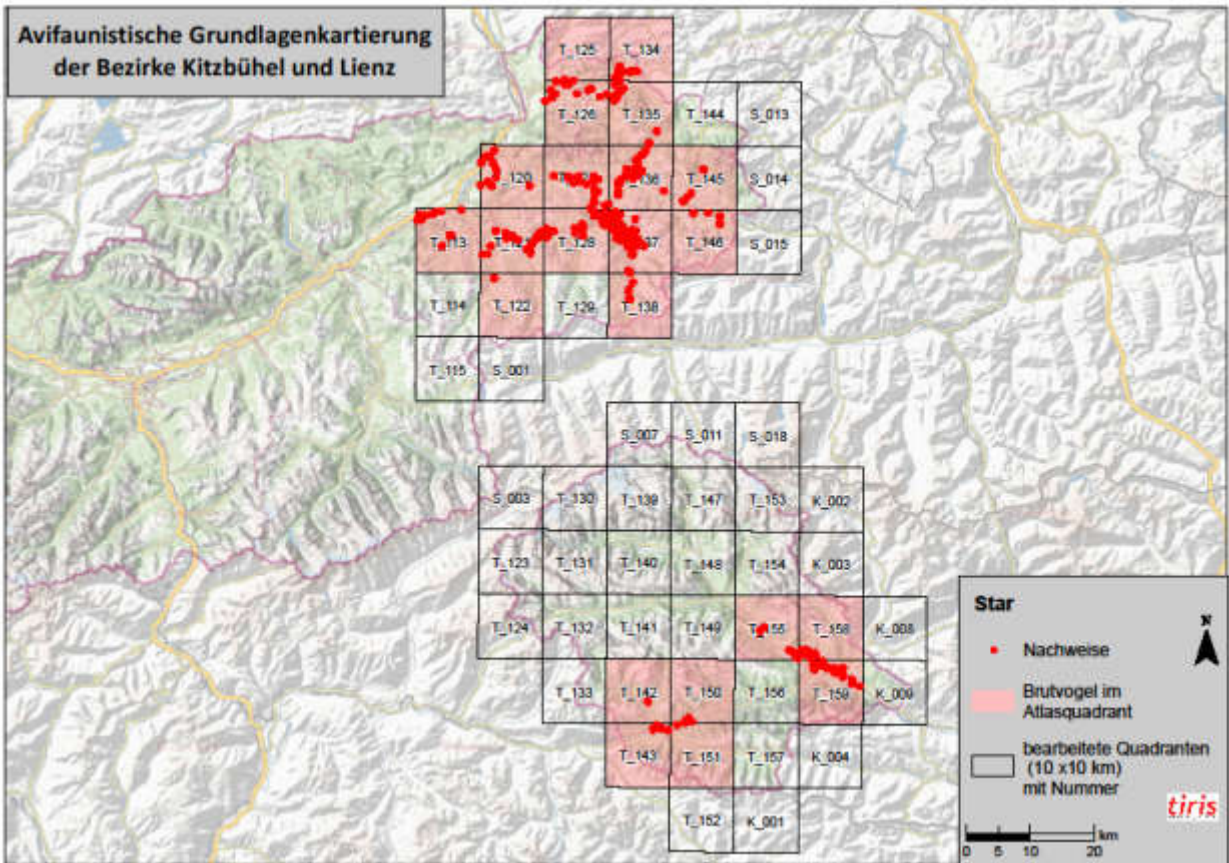 Avifaunistische Grundlagenkartierung
der Bezirke Kitzbühel und Lienz
T_125 T_134
T_126 T_135 T_144 S_013
T_120 T_136 T_145 S_014
T_113 T_121 T_128 T_146 S_015
T_114 T_122 T_129 T_138
T_115 S_001
S_007 S_011 S_018
S_003 T_130 T_139 T_147 T_153 K_002
T_123 T_131 T_140 T_148 T_154 K_003
T_124 T_132 T_141 T_149 T_155 T_158 K_008
T_133 T_142 T_150 T_156 T_159 K_009
T_143 T_151 T_157 K_004
T_152 K_001
Star
N
Nachweise
Brutvogel im
Atlasquadrant
bearbeitete Quadranten
(10 x10 km)
mit Nummer
tiris
km
0 5 10 20